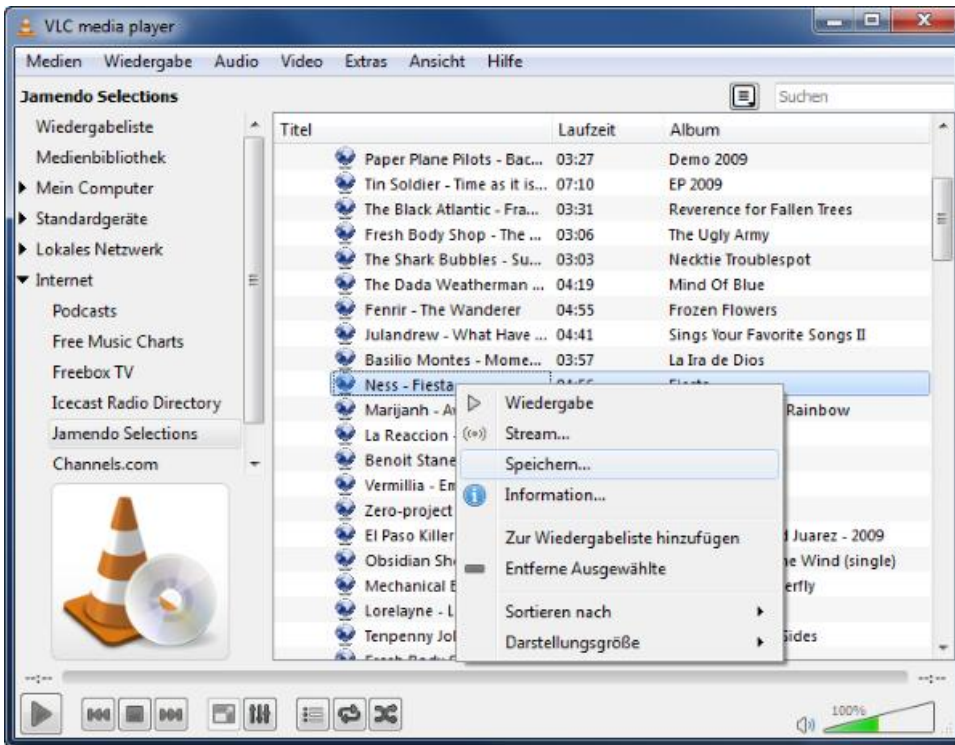 VLC media player
Medien Wiedergabe Audio Video Extras Ansicht Hilfe
Jamendo Selections
Suchen
Wiedergabeliste
Medienbibliothek
Mein Computer
Standardgeräte
Lokales Netzwerk
Internet
Podcasts
Free Music Charts
Freebox TV
Icecast Radio Directory
Jamendo Selections
Channels.com
Titel Laufzeit Album
Paper Plane Pilots - Bac... 03:27 Demo 2009
Tin Soldier - Time as it is... 07:10 EP 2009
The Black Atlantic - Fra... 03:31 Reverence for Fallen Trees
Fresh Body Shop - The ... 03:06 The Ugly Army
The Shark Bubbles - Su... 03:03 Necktie Troublespot
The Dada Weatherman ... 04:19 Mind Of Blue
Fenrir - The Wanderer 04:55 Frozen Flowers
Julandrew - What Have ... 04:41 Sings Your Favorite Songs II
Basilio Montes - Mome... 03:57 La Ira de Dios
Ness - Fiesta
Marijanh - Rainbow
La Reaccion -
Benoit Stane
Vermillia - Em
Zero-project
El Paso Killer Juarez - 2009
Obsidian Sh Wind (single)
Mechanical erfly
Lorelayne - L
Tenpenny Jo Sides
Wiedergabe
Stream...
Speichern...
Information...
Zur Wiedergabeliste hinzufügen
Entferne Ausgewählte
Sortieren nach
Darstellungsgröße
--:-- --:--
100%